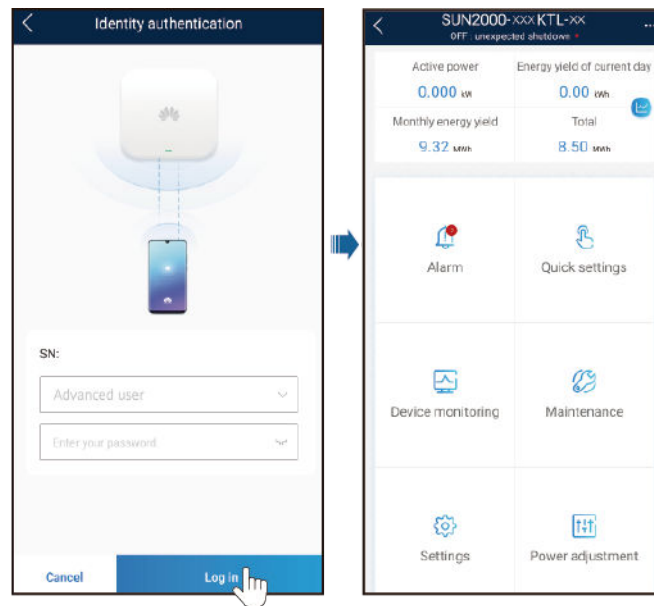 Identity authentication
SN:
Advanced user
Enter your password
Cancel
Log in
SUN2000-×××KTL-××
OFF : unexpected shutdown
Active power
Energy yield of current day
0.000 kW
0.00 kWh
Monthly energy yield
Total
9.32 MWh
8.50 MWh
Alarm
Quick settings
Device monitoring
Maintenance
Settings
Power adjustment